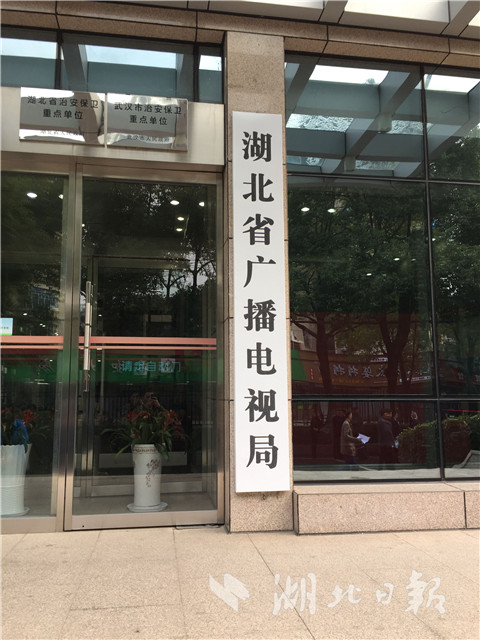 湖北省治安保卫
重点单位
武汉市治安保卫
重点单位
湖北省广播电视局
湖北日報